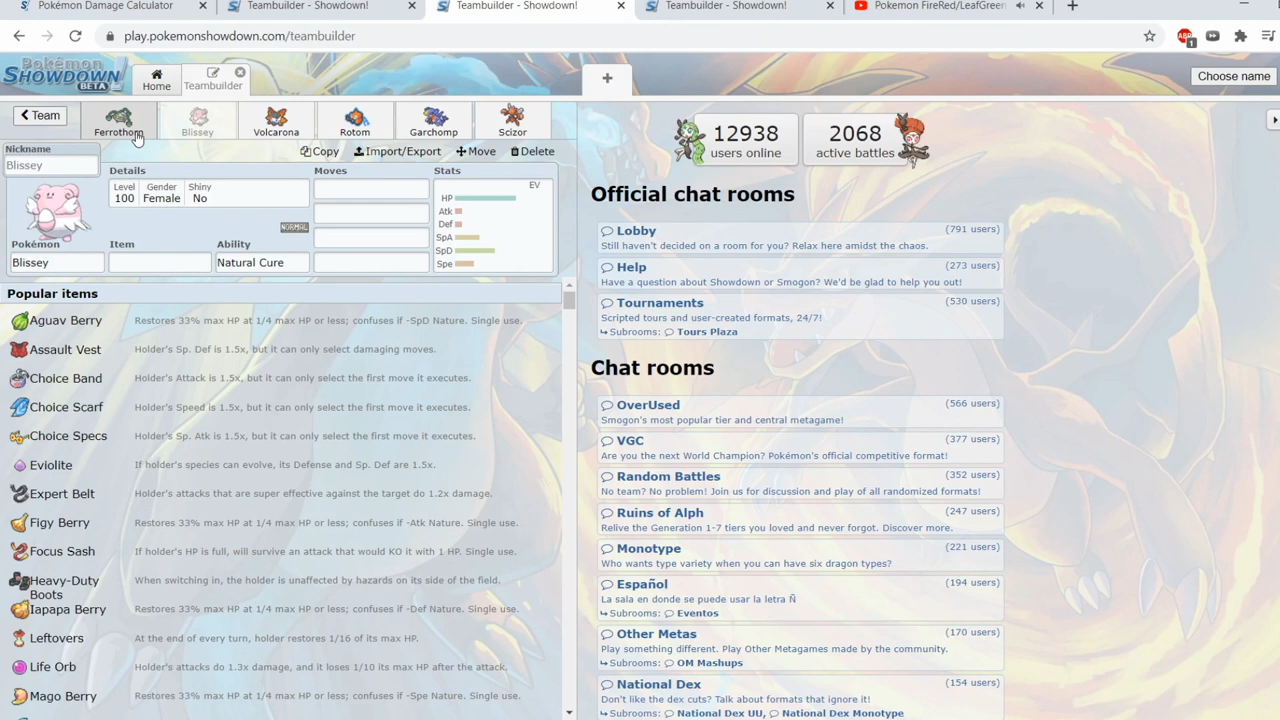 Pokémon Damage Calculator
Teambuilder - Showdown!
Teambuilder - Showdown!
Teambuilder - Showdown!
Pokemon FireRed/LeafGreen
play.pokemonshowdown.com/teambuilder
ABP
1
Pokémon
SHOWDOWN
BETA
Home
Teambuilder
+
Choose name
Team
Ferrothorn
Blissey
Volcarona
Rotom
Garchomp
Scizor
12938
users online
2068
active battles
Nickname
Blissey
Copy
Import/Export
Move
Delete
Details
Moves
Stats
EV
Level
100
Gender
Female
Shiny
No
NORMAL
HP
Atk
Def
SpA
SpD
Spe
Pokémon
Item
Ability
Blissey
Natural Cure
Popular items
Aguav Berry Restores 33% max HP at 1/4 max HP or less; confuses if -SpD Nature. Single use.
Assault Vest Holder's Sp. Def is 1.5x, but it can only select damaging moves.
Choice Band Holder's Attack is 1.5x, but it can only select the first move it executes.
Choice Scarf Holder's Speed is 1.5x, but it can only select the first move it executes.
Choice Specs Holder's Sp. Atk is 1.5x, but it can only select the first move it executes.
Eviolite If holder's species can evolve, its Defense and Sp. Def are 1.5x.
Expert Belt Holder's attacks that are super effective against the target do 1.2x damage.
Figy Berry Restores 33% max HP at 1/4 max HP or less; confuses if -Atk Nature. Single use.
Focus Sash If holder's HP is full, will survive an attack that would KO it with 1 HP. Single use.
Heavy-Duty Boots When switching in, the holder is unaffected by hazards on its side of the field.
Iapapa Berry Restores 33% max HP at 1/4 max HP or less; confuses if -Def Nature. Single use.
Leftovers At the end of every turn, holder restores 1/16 of its max HP.
Life Orb Holder's attacks do 1.3x damage, and it loses 1/10 its max HP after the attack.
Mago Berry Restores 33% max HP at 1/4 max HP or less; confuses if -Spe Nature. Single use.
Official chat rooms
Lobby (791 users)
Still haven't decided on a room for you? Relax here amidst the chaos.
Help (273 users)
Have a question about Showdown or Smogon? We'd be glad to help you out!
Tournaments (530 users)
Scripted tours and user-created formats, 24/7!
Subrooms: Tours Plaza
Chat rooms
OverUsed (566 users)
Smogon's most popular tier and central metagame!
VGC (377 users)
Are you the next World Champion? Pokémon's official competitive format!
Random Battles (352 users)
No team? No problem! Join us for discussion and play of all randomized formats!
Ruins of Alph (247 users)
Relive the Generation 1-7 tiers you loved and never forgot. Discover more.
Monotype (221 users)
Who wants type variety when you can have six dragon types?
Español (194 users)
La sala en donde se puede usar la letra Ñ
Subrooms: Eventos
Other Metas (170 users)
Play something different. Play Other Metagames made by the community.
Subrooms: OM Mashups
National Dex (154 users)
Don't like the dex cuts? Talk about formats that ignore it!
Subrooms: National Dex UU, National Dex Monotype